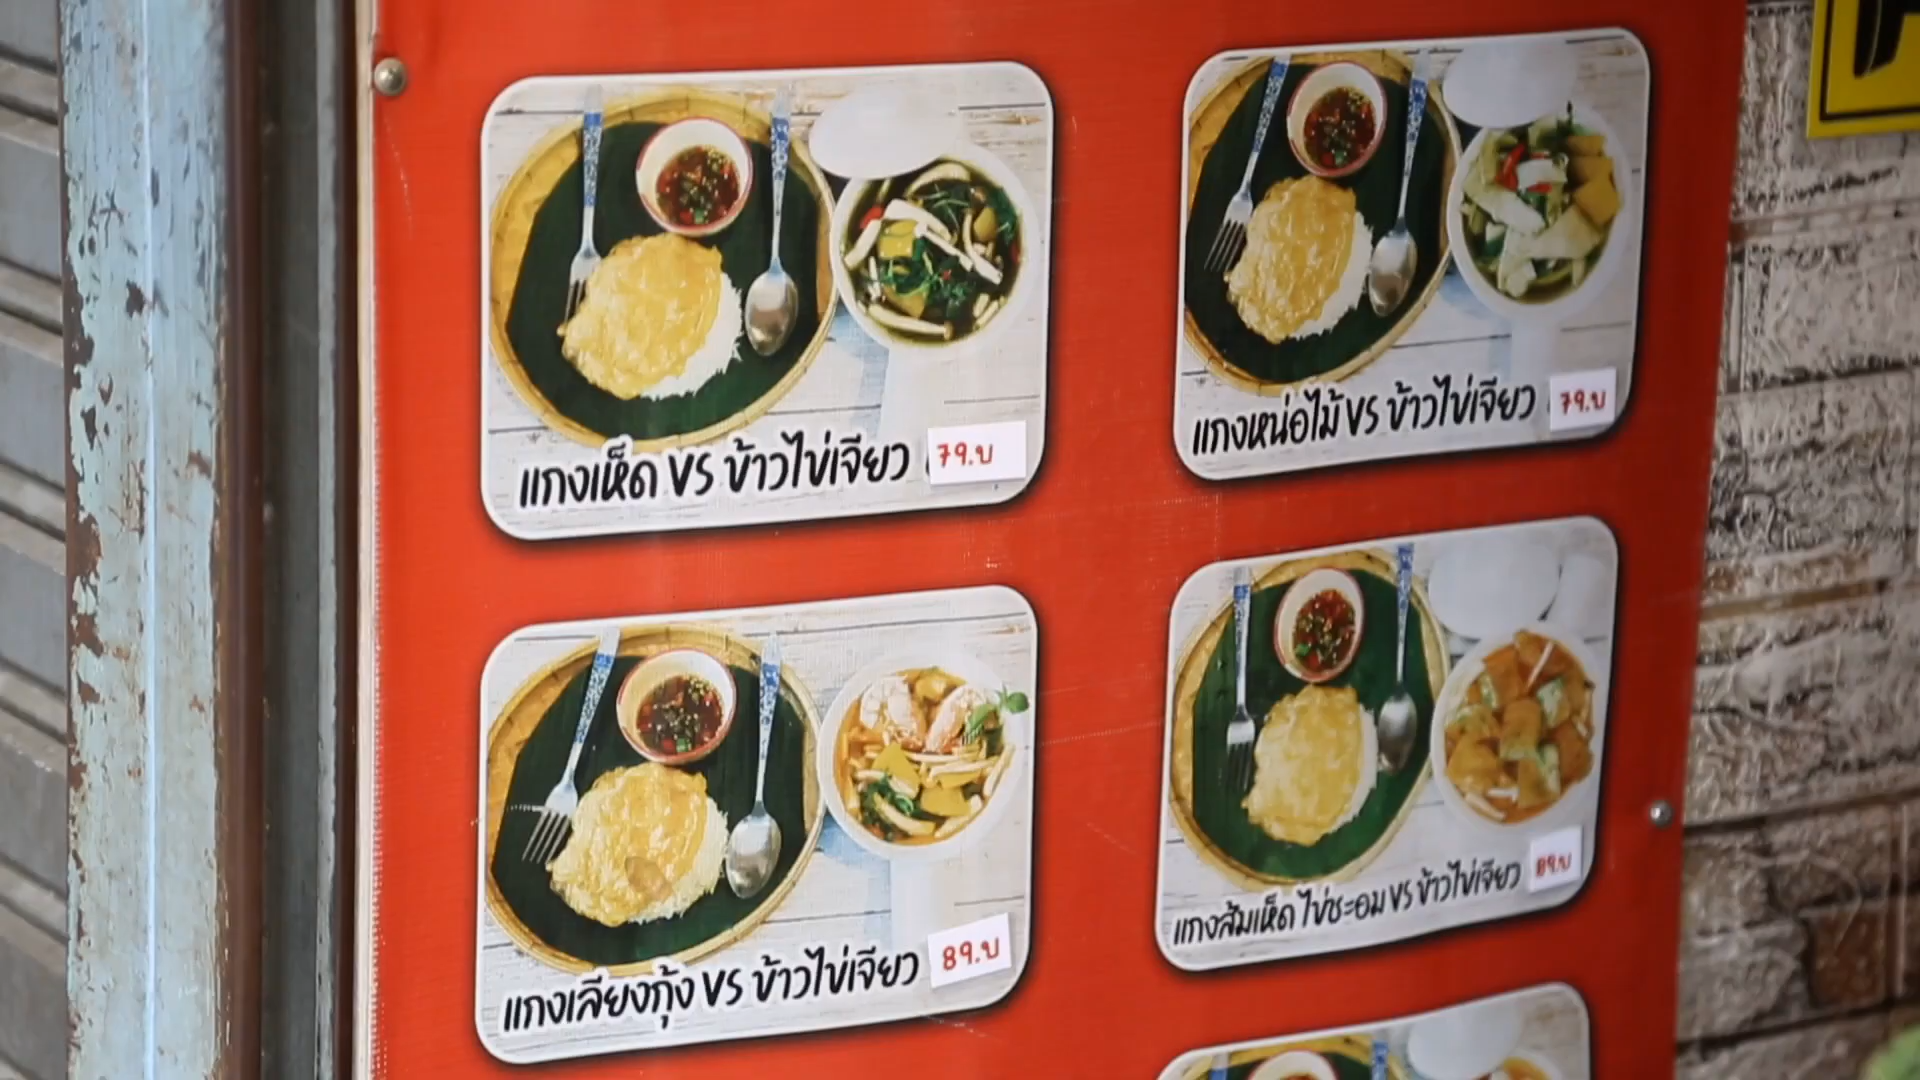 แกงเห็ด VS ข้าวไข่เจียว 79.บ
แกงหน่อไม้ VS ข้าวไข่เจียว 79.บ
แกงเลียงกุ้ง VS ข้าวไข่เจียว 89.บ
แกงส้มเห็ด ไข่ชะอม VS ข้าวไข่เจียว 89.บ